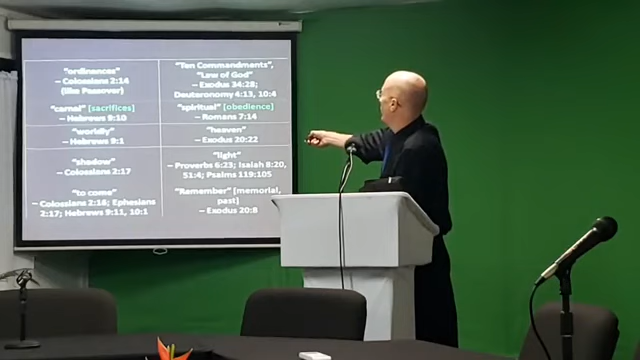 "ordinances"
– Colossians 2:14
(like Passover)
"Ten Commandments",
"Law of God"
– Exodus 34:28;
Deuteronomy 4:13, 10:4
"carnal" [sacrifices]
– Hebrews 9:10
"spiritual" [obedience]
– Romans 7:14
"worldly"
– Hebrews 9:1
"heaven"
– Exodus 20:22
"shadow"
– Colossians 2:17
"light"
– Proverbs 6:23; Isaiah 8:20,
51:4; Psalms 119:105
"to come"
– Colossians 2:16; Ephesians
2:17; Hebrews 9:11, 10:1
"Remember" [memorial,
past]
– Exodus 20:8